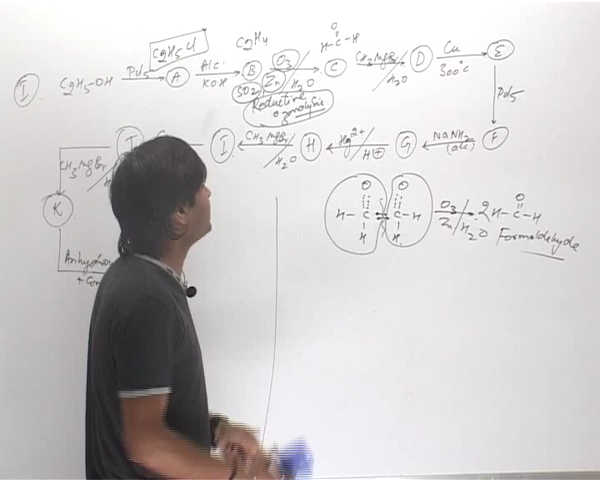 C2H5Cl C2H4 O
H-C-H
I C2H5-OH PCl5 A Alc. KOH B O3 Zn/H2O C CH3MgBr/H2O D Cu 300°C E
SO2 Reductive ozonolysis
PCl5
I CH3MgBr/H2O H Hg2+/H+ G NaNH2 (alc) F
CH3MgBr/
O O
H-C=C-H O3 Zn/H2O 2H-C-H O
H H
Formaldehyde
K
Anhydrous